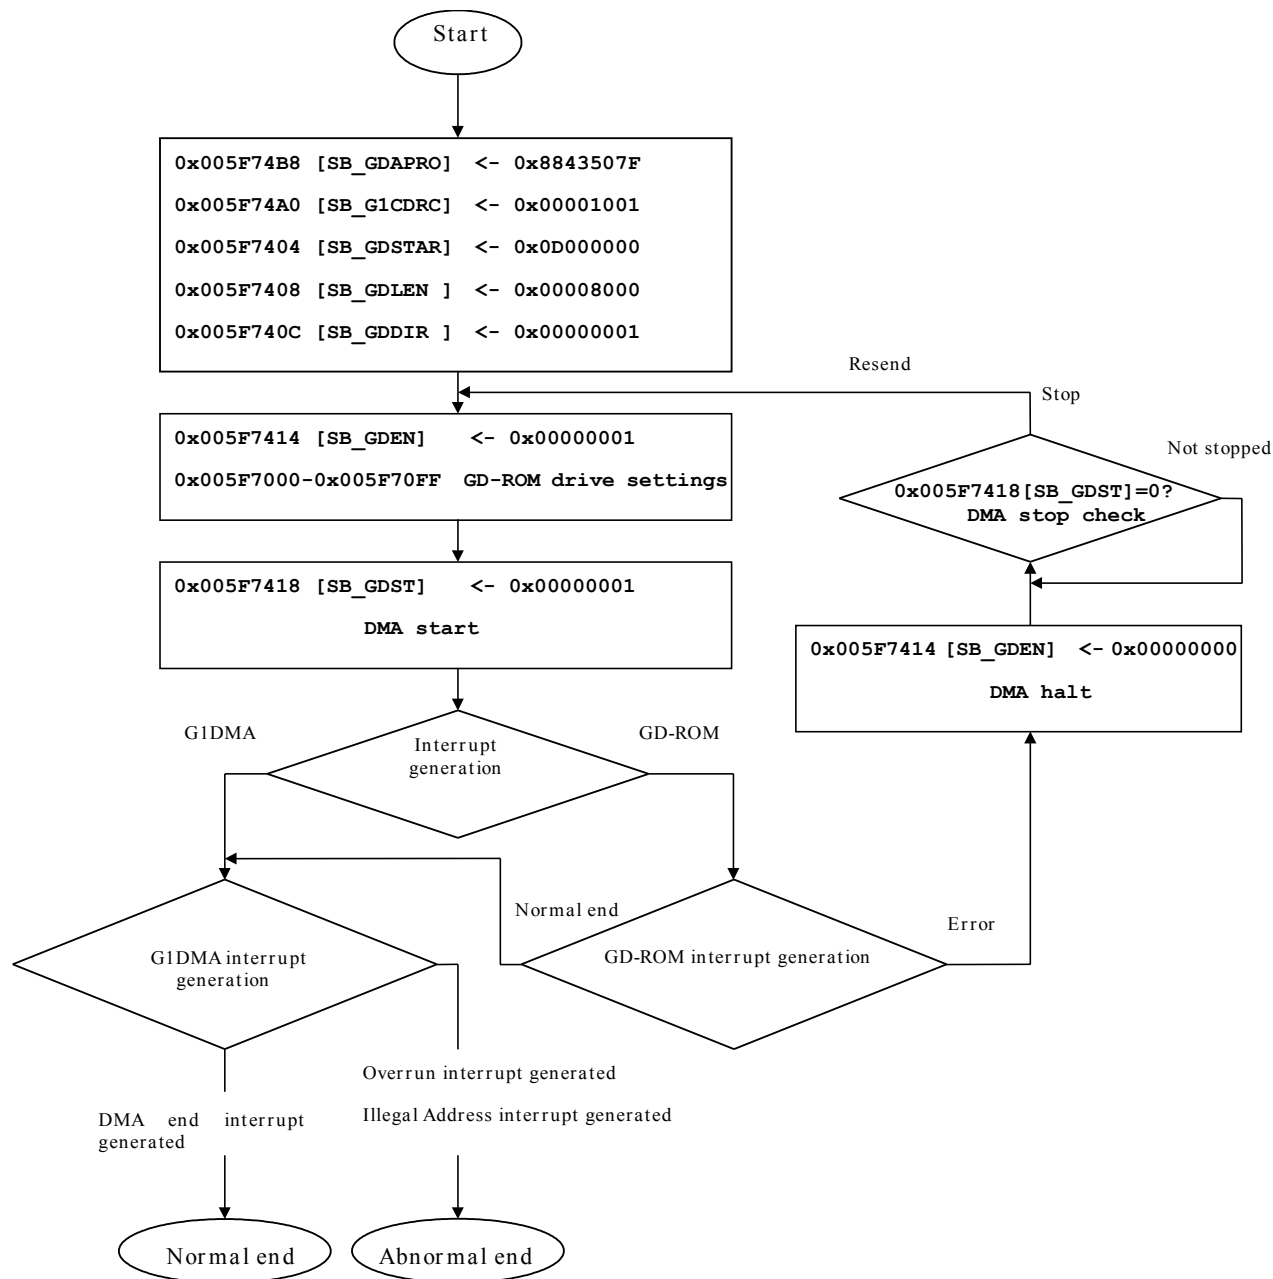 Start
0x005F74B8 [SB_GDAPRO] <- 0x8843507F
0x005F74A0 [SB_G1CDRC] <- 0x00001001
0x005F7404 [SB_GDSTAR] <- 0x0D000000
0x005F7408 [SB_GDLEN ] <- 0x00008000
0x005F740C [SB_GDDIR ] <- 0x00000001
Resend
Stop
0x005F7414 [SB_GDEN] <- 0x00000001
0x005F7000-0x005F70FF GD-ROM drive settings
Not stopped
0x005F7418[SB_GDST]=0?
DMA stop check
0x005F7418 [SB_GDST] <- 0x00000001
DMA start
0x005F7414 [SB_GDEN] <- 0x00000000
DMA halt
G1DMA
GD-ROM
Interrupt
generation
Normal end
Error
G1DMA interrupt
generation
GD-ROM interrupt generation
Overrun interrupt generated
Illegal Address interrupt generated
DMA end interrupt
generated
Normal end
Abnormal end